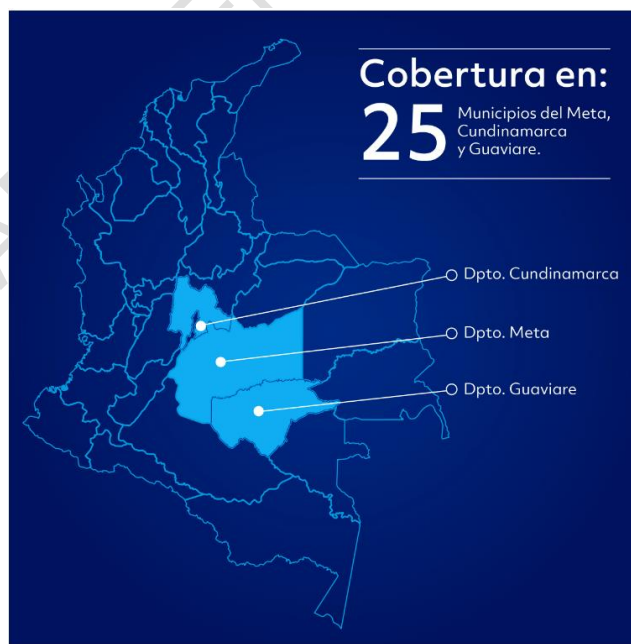 Cobertura en:
25
Municipios del Meta,
Cundinamarca
y Guaviare.
Dpto. Cundinamarca
Dpto. Meta
Dpto. Guaviare